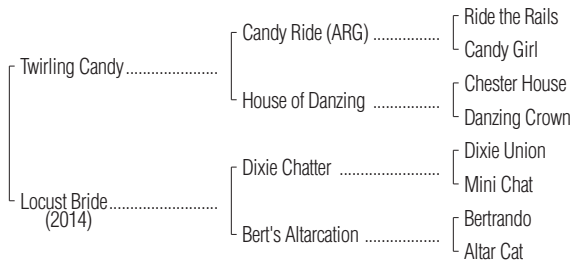 Ride the Rails
Candy Ride (ARG) .................
Candy Girl
Twirling Candy.......................
Chester House
House of Danzing .................
Danzing Crown
Dixie Union
Dixie Chatter .........................
Mini Chat
Locust Bride...........................
(2014)
Bertrando
Bert's Altarcation ...................
Altar Cat